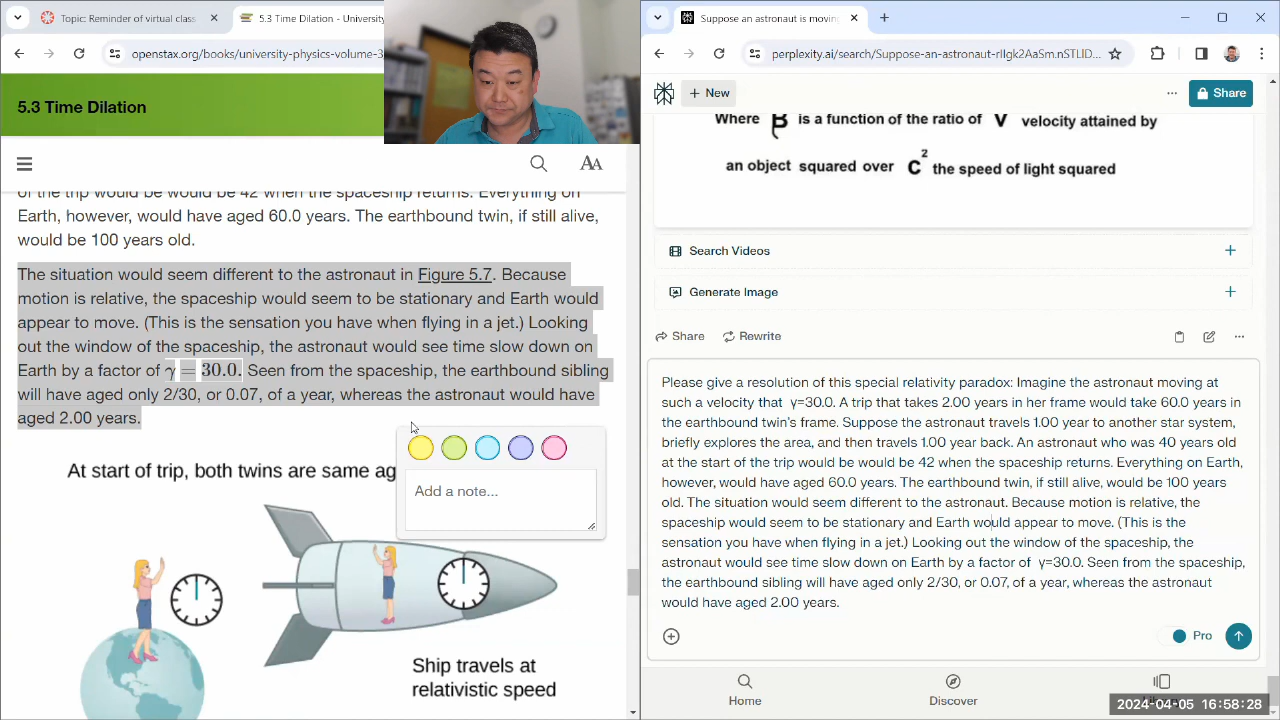 Topic: Reminder of virtual class
5.3 Time Dilation - Univers
openstax.org/books/university-physics-volume-3
5.3 Time Dilation
of the trip would be would be 42 when the spaceship returns. Everything on
Earth, however, would have aged 60.0 years. The earthbound twin, if still alive,
would be 100 years old.
The situation would seem different to the astronaut in Figure 5.7. Because
motion is relative, the spaceship would seem to be stationary and Earth would
appear to move. (This is the sensation you have when flying in a jet.) Looking
out the window of the spaceship, the astronaut would see time slow down on
Earth by a factor of γ = 30.0. Seen from the spaceship, the earthbound sibling
will have aged only 2/30, or 0.07, of a year, whereas the astronaut would have
aged 2.00 years.
Add a note...
At start of trip, both twins are same ag
Ship travels at
relativistic speed
Suppose an astronaut is movin
perplexity.ai/search/Suppose-an-astronaut-rlIgk2AaSm.nSTIJD...
New
Share
Where β is a function of the ratio of V velocity attained by
an object squared over C² the speed of light squared
Search Videos
Generate Image
Share
Rewrite
Please give a resolution of this special relativity paradox: Imagine the astronaut moving at
such a velocity that γ=30.0. A trip that takes 2.00 years in her frame would take 60.0 years in
the earthbound twin's frame. Suppose the astronaut travels 1.00 year to another star system,
briefly explores the area, and then travels 1.00 year back. An astronaut who was 40 years old
at the start of the trip would be would be 42 when the spaceship returns. Everything on Earth,
however, would have aged 60.0 years. The earthbound twin, if still alive, would be 100 years
old. The situation would seem different to the astronaut. Because motion is relative, the
spaceship would seem to be stationary and Earth would appear to move. (This is the
sensation you have when flying in a jet.) Looking out the window of the spaceship, the
astronaut would see time slow down on Earth by a factor of γ=30.0. Seen from the spaceship,
the earthbound sibling will have aged only 2/30, or 0.07, of a year, whereas the astronaut
would have aged 2.00 years.
Pro
Home
Discover
2024-04-05 16:58:28